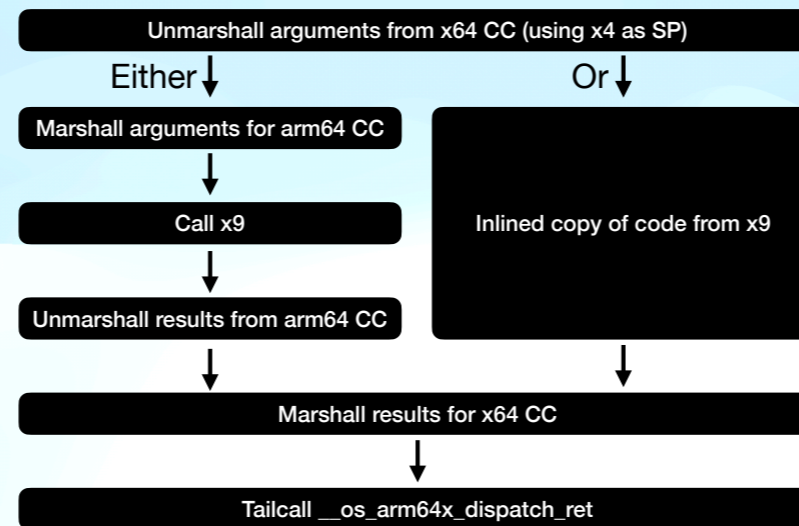 Unmarshall arguments from x64 CC (using x4 as SP)
Either
Or
Marshall arguments for arm64 CC
Call x9
Inlined copy of code from x9
Unmarshall results from arm64 CC
Marshall results for x64 CC
Tailcall __os_arm64x_dispatch_ret